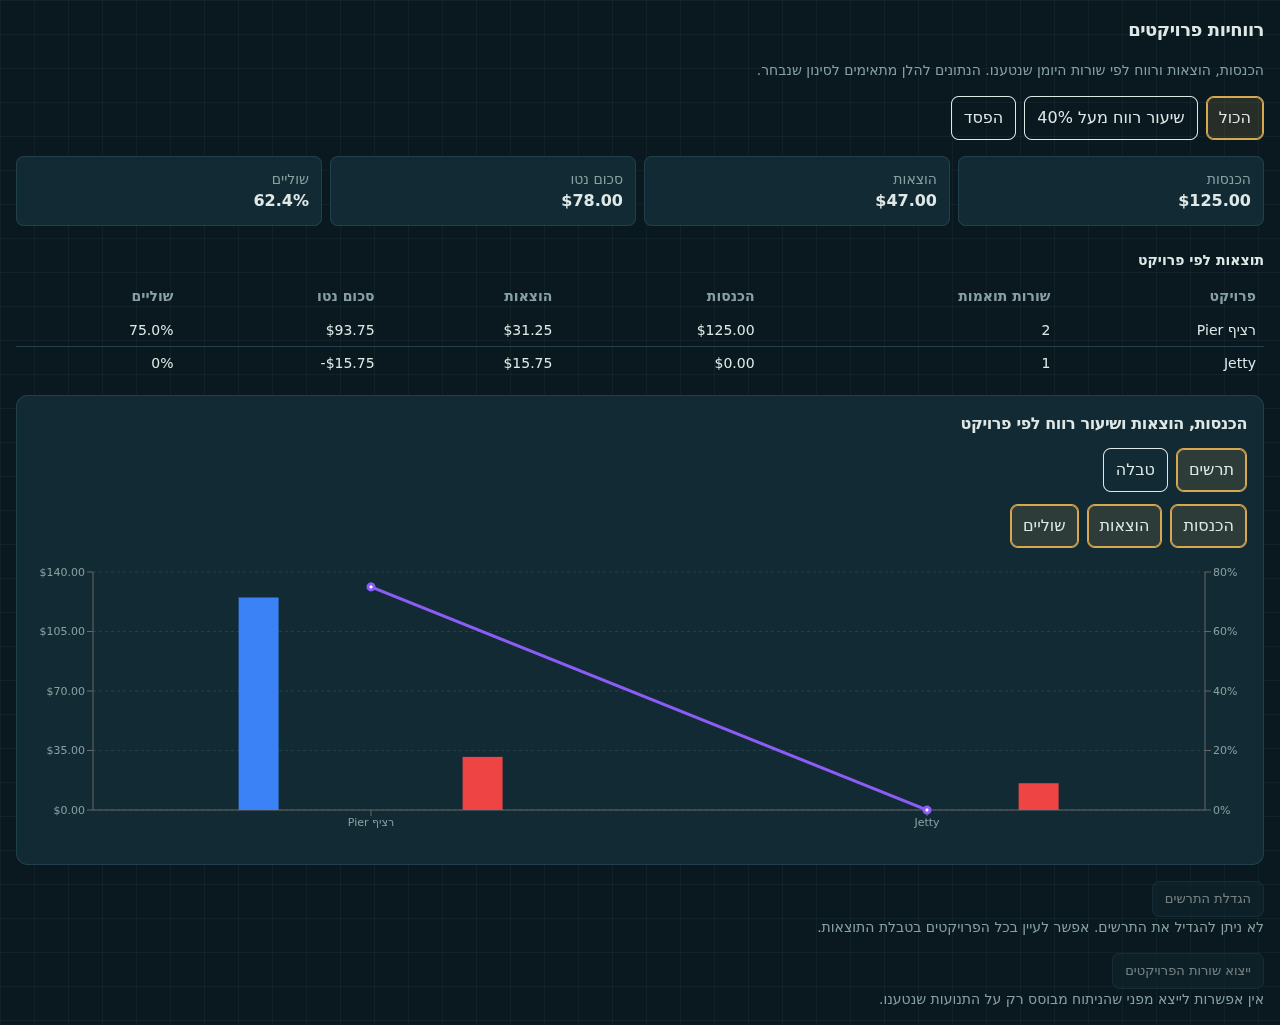 רווחיות פרויקטים
הכנסות, הוצאות ורווח לפי שורות היומן שנטענו. הנתונים להלן מתאימים לסינון שנבחר.
הכול
שיעור רווח מעל 40%
הפסד
הכנסות
$125.00
הוצאות
$47.00
סכום נטו
$78.00
שוליים
62.4%
תוצאות לפי פרויקט
פרויקט שורות תואמות הכנסות הוצאות סכום נטו שוליים
רציף Pier 2 $125.00 $31.25 $93.75 75.0%
Jetty 1 $0.00 $15.75 -$15.75 0%
הכנסות, הוצאות ושיעור רווח לפי פרויקט
תרשים
טבלה
הכנסות
הוצאות
שוליים
$140.00 80%
$105.00 60%
$70.00 40%
$35.00 20%
$0.00 0%
רציף Pier Jetty
הגדלת התרשים
לא ניתן להגדיל את התרשים. אפשר לעיין בכל הפרויקטים בטבלת התוצאות.
ייצוא שורות הפרויקטים
אין אפשרות לייצא מפני שהניתוח מבוסס רק על התנועות שנטענו.